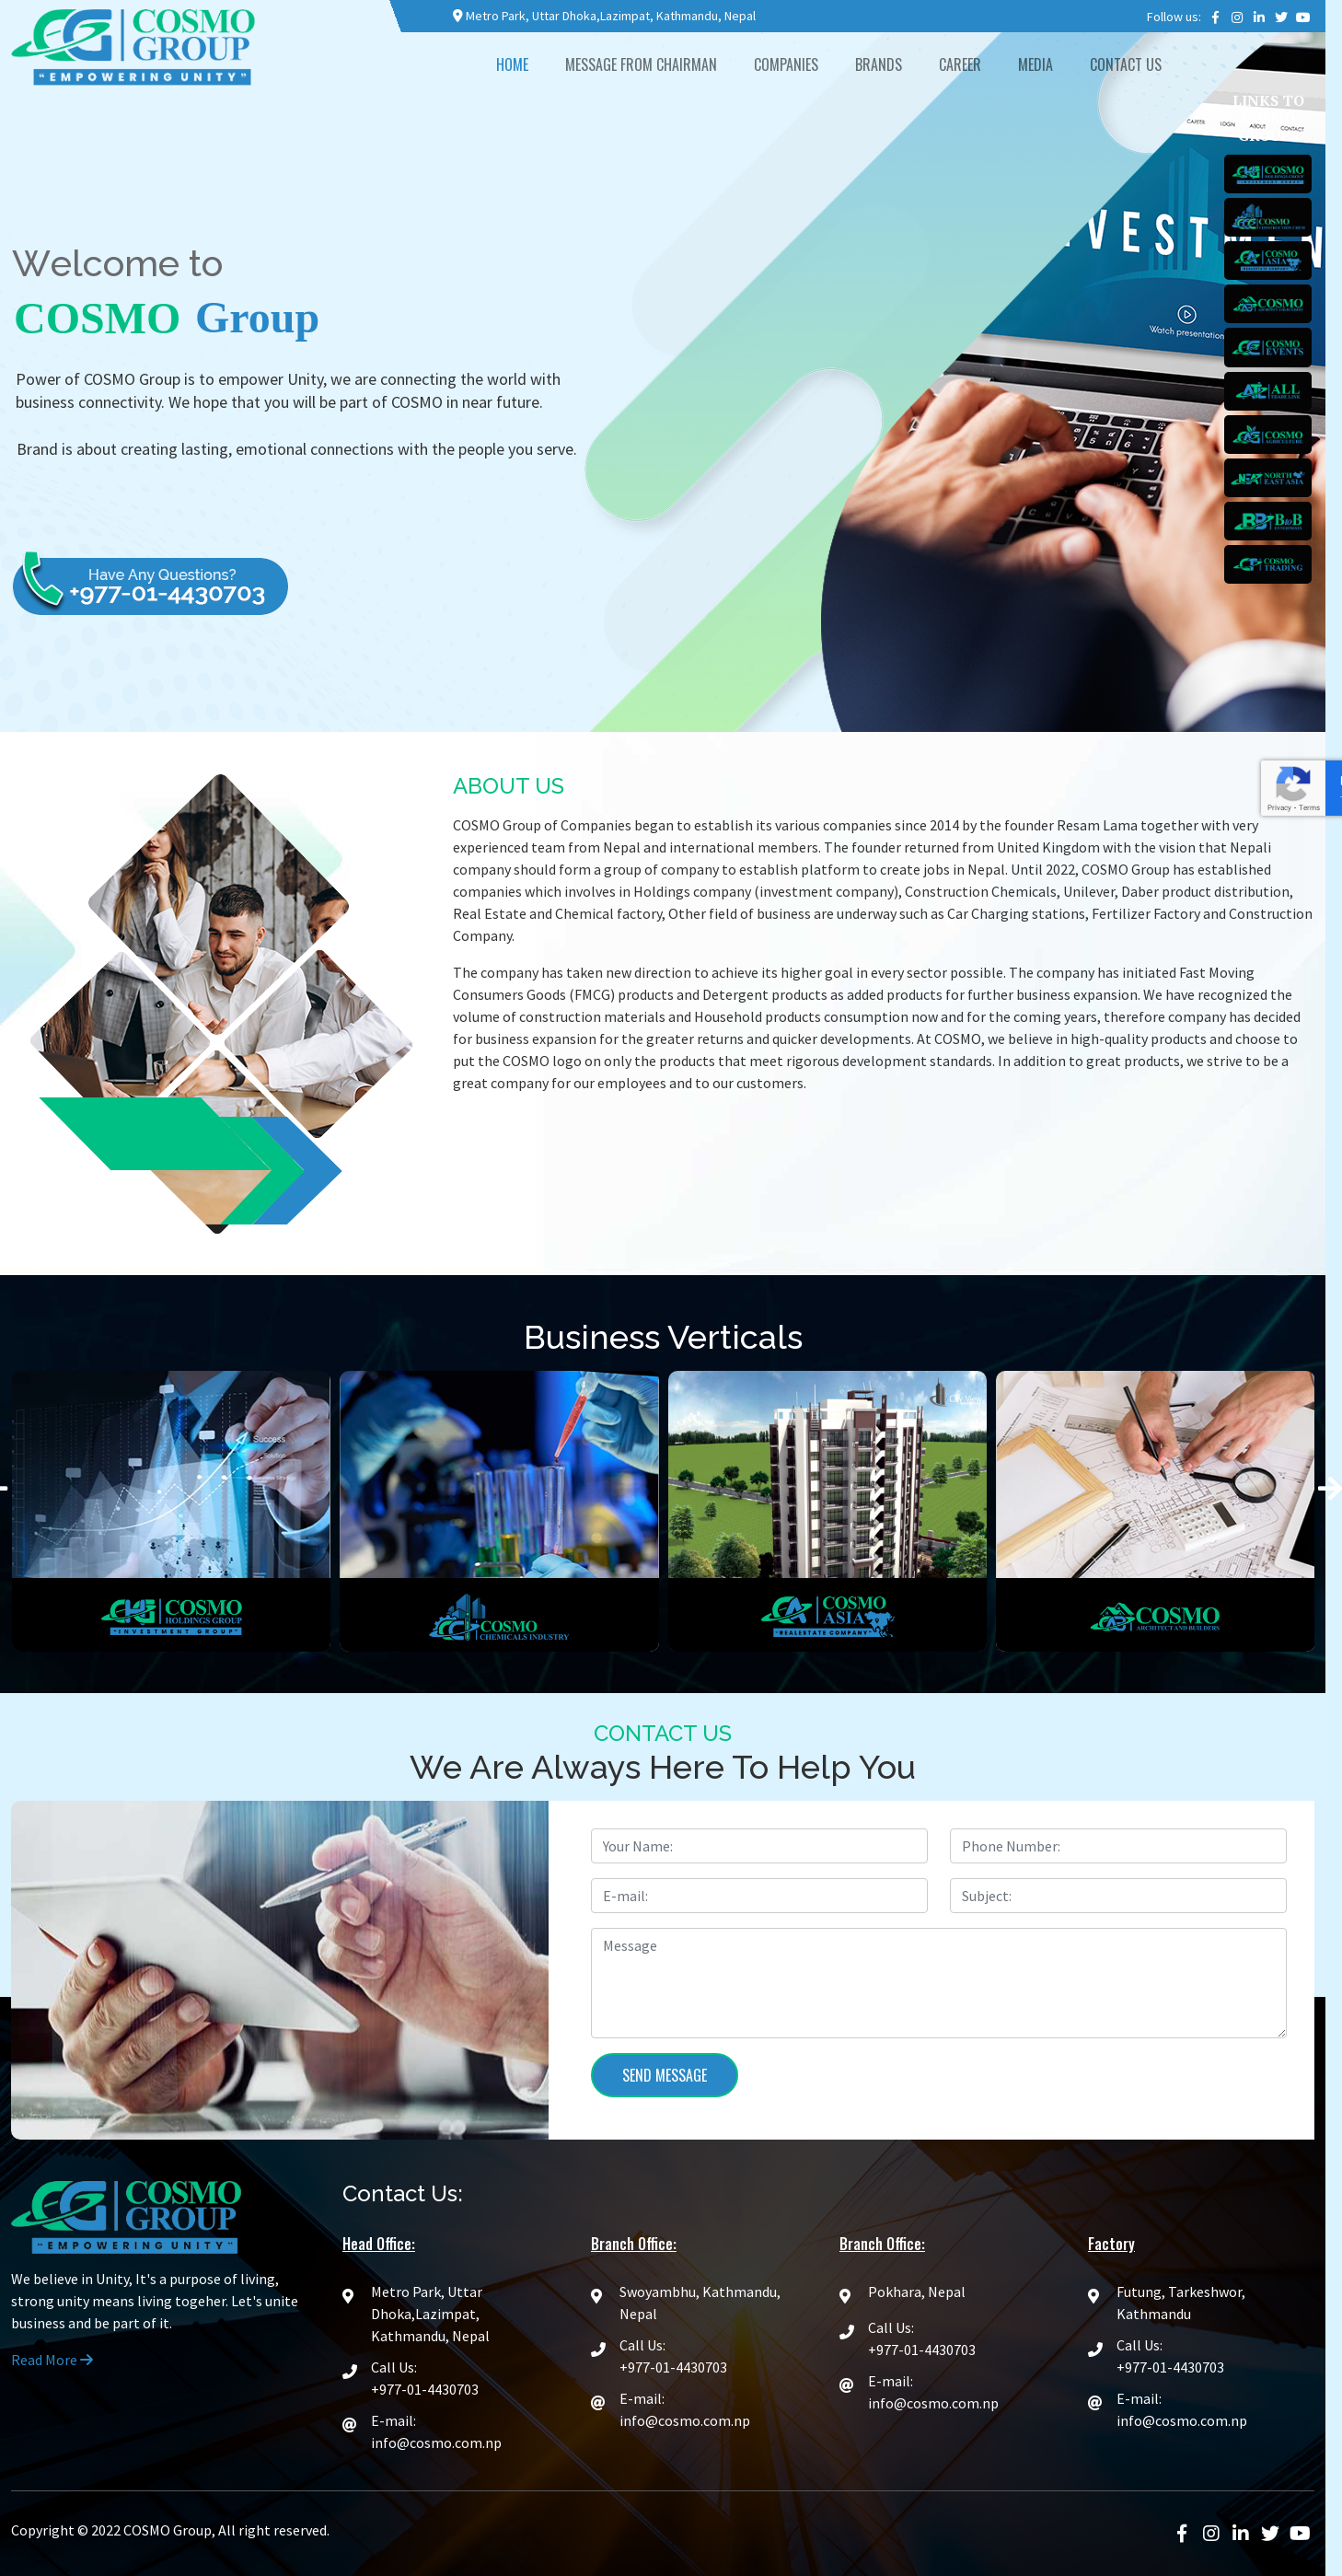 COSMO
GROUP
"EMPOWERING UNITY"
Metro Park, Uttar Dhoka,Lazimpat, Kathmandu, Nepal
Follow us:
HOME
MESSAGE FROM CHAIRMAN
COMPANIES
BRANDS
CAREER
MEDIA
CONTACT US
LINKS TO
CAREER
LOGIN
ABOUT
CONTACT
Watch presentation
COSMO
COSMO
COSMO
ASIA
COSMO
COSMO
EVENTS
ALL
TRADE LINK
COSMO
AGRICULTURE
NORTH
EAST ASIA
BtoB
COSMO
TRADING
Welcome to
COSMO Group
Power of COSMO Group is to empower Unity, we are connecting the world with
business connectivity. We hope that you will be part of COSMO in near future.
Brand is about creating lasting, emotional connections with the people you serve.
Have Any Questions?
+977-01-4430703
Privacy - Terms
ABOUT US
COSMO Group of Companies began to establish its various companies since 2014 by the founder Resam Lama together with very
experienced team from Nepal and international members. The founder returned from United Kingdom with the vision that Nepali
company should form a group of company to establish platform to create jobs in Nepal. Until 2022, COSMO Group has established
companies which involves in Holdings company (investment company), Construction Chemicals, Unilever, Daber product distribution,
Real Estate and Chemical factory, Other field of business are underway such as Car Charging stations, Fertilizer Factory and Construction
Company.
The company has taken new direction to achieve its higher goal in every sector possible. The company has initiated Fast Moving
Consumers Goods (FMCG) products and Detergent products as added products for further business expansion. We have recognized the
volume of construction materials and Household products consumption now and for the coming years, therefore company has decided
for business expansion for the greater returns and quicker developments. At COSMO, we believe in high-quality products and choose to
put the COSMO logo on only the products that meet rigorous development standards. In addition to great products, we strive to be a
great company for our employees and to our customers.
Business Verticals
Success
COSMO
HOLDINGS GROUP
"INVESTMENT GROUP"
COSMO
CHEMICALS INDUSTRY
COSMO
ASIA
"REALESTATE COMPANY"
COSMO
ARCHITECT AND BUILDERS
CONTACT US
We Are Always Here To Help You
Your Name:
Phone Number:
E-mail:
Subject:
Message
SEND MESSAGE
COSMO
GROUP
"EMPOWERING UNITY"
We believe in Unity, It's a purpose of living,
strong unity means living togeher. Let's unite
business and be part of it.
Read More
Contact Us:
Head Office:
Metro Park, Uttar
Dhoka,Lazimpat,
Kathmandu, Nepal
Call Us:
+977-01-4430703
E-mail:
info@cosmo.com.np
Branch Office:
Swoyambhu, Kathmandu,
Nepal
Call Us:
+977-01-4430703
E-mail:
info@cosmo.com.np
Branch Office:
Pokhara, Nepal
Call Us:
+977-01-4430703
E-mail:
info@cosmo.com.np
Factory
Futung, Tarkeshwor,
Kathmandu
Call Us:
+977-01-4430703
E-mail:
info@cosmo.com.np
Copyright © 2022 COSMO Group, All right reserved.